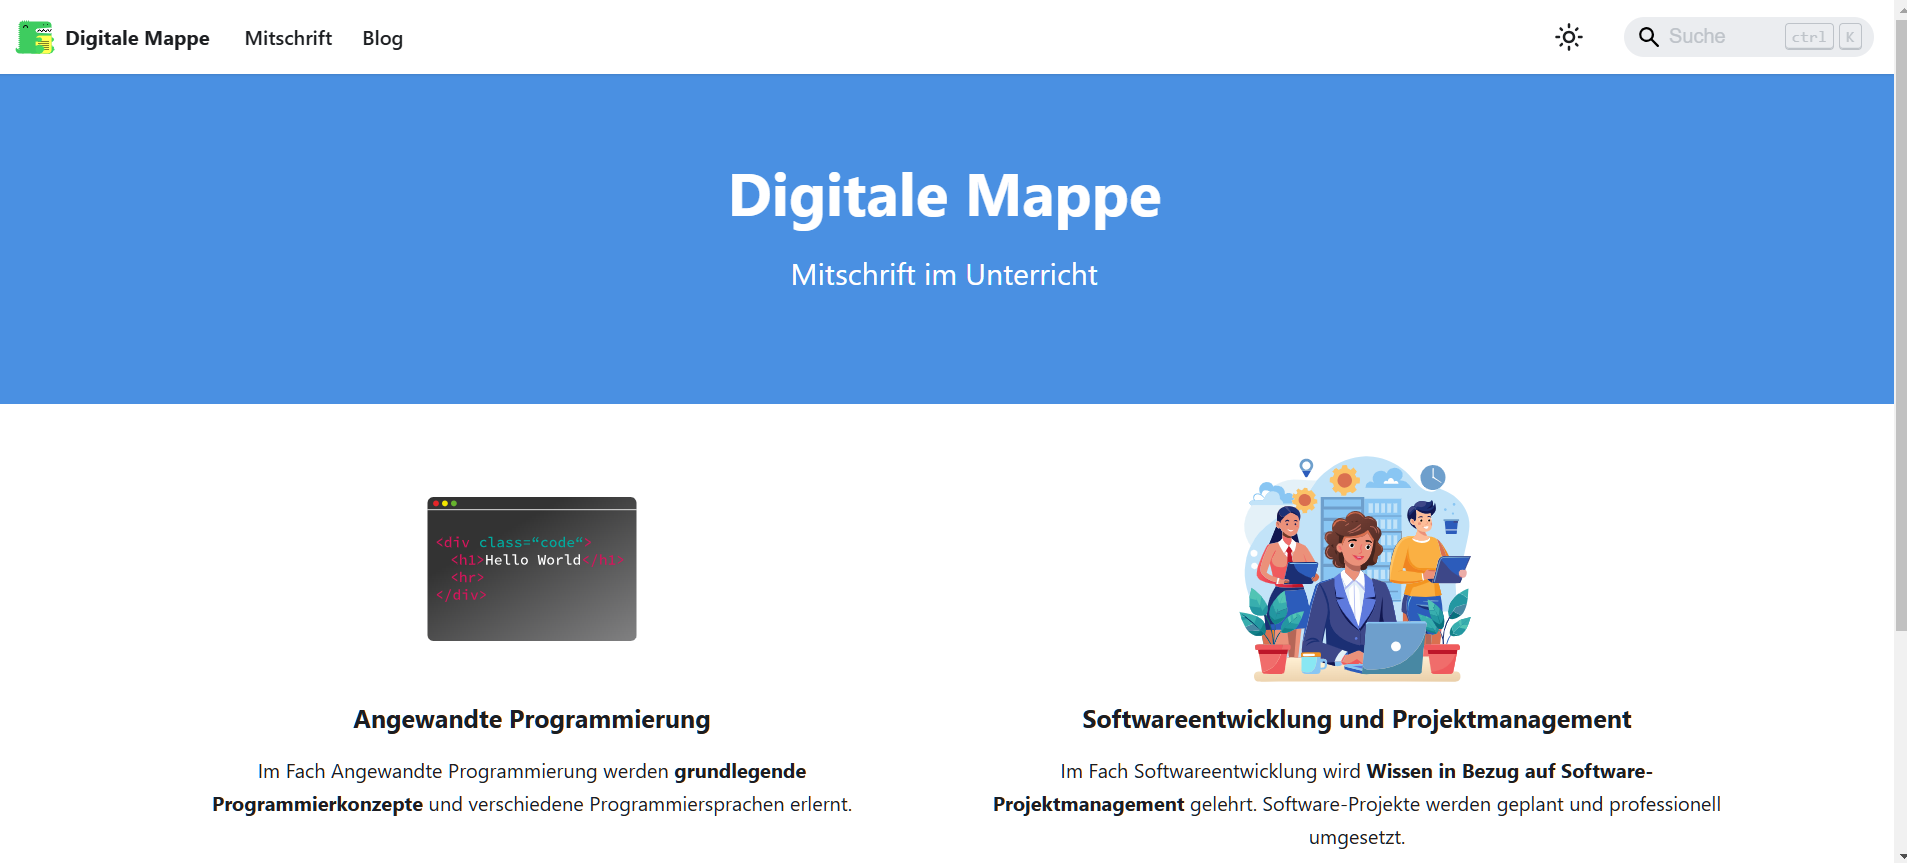 Digitale Mappe Mitschrift Blog Suche ctrl K
Digitale Mappe
Mitschrift im Unterricht
<div class=“code“>
<h1>Hello World</h1>
<hr>
</div>
Angewandte Programmierung
Im Fach Angewandte Programmierung werden grundlegende
Programmierkonzepte und verschiedene Programmiersprachen erlernt.
Softwareentwicklung und Projektmanagement
Im Fach Softwareentwicklung wird Wissen in Bezug auf Software-
Projektmanagement gelehrt. Software-Projekte werden geplant und professionell
umgesetzt.